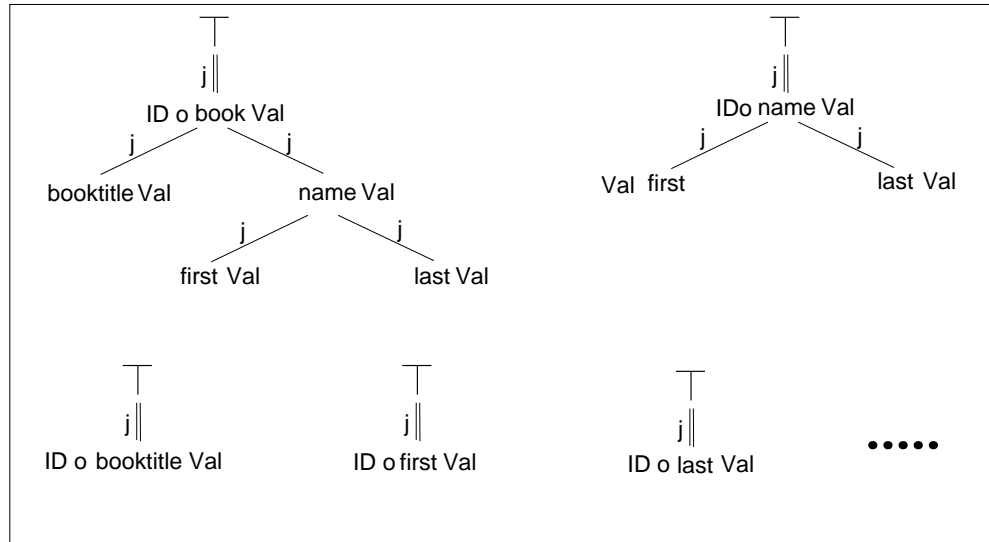 j
j
ID o book Val
IDo name Val
j
j
j
j
booktitle Val
name Val
Val first
last Val
j
j
first Val
last Val
j
j
j
ID o booktitle Val
ID o first Val
ID o last Val
.....